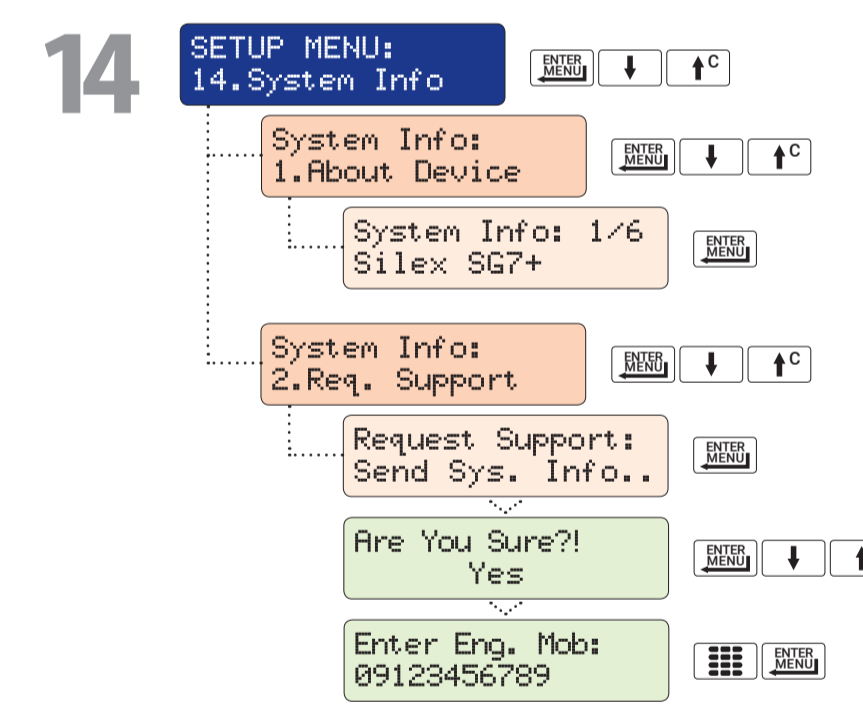 14
SETUP MENU:
14.System Info
ENTER
MENU
C
System Info:
1.About Device
ENTER
MENU
C
System Info: 1/6
Silex SG7+
ENTER
MENU
System Info:
2.Req. Support
ENTER
MENU
C
Request Support:
Send Sys. Info..
ENTER
MENU
Are You Sure?!
Yes
ENTER
MENU
Enter Eng. Mob:
09123456789
ENTER
MENU